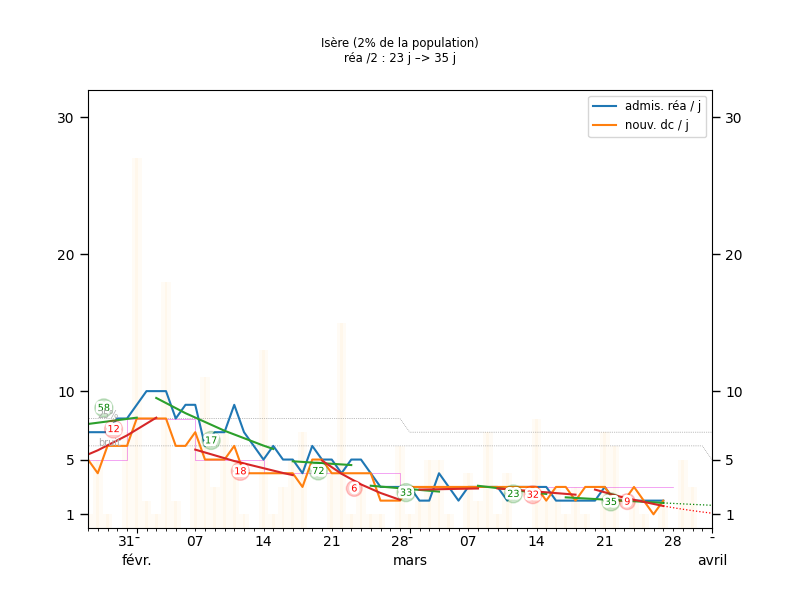 Isère (2% de la population)
réa /2 : 23 j –> 35 j
admis. réa / j
nouv. dc / j
30 30
20 20
10 10
5 5
1 1
58
12
17
18
72
6
33
23
32
35
9
31 07 14 28 07 14 21 28
févr. mars avril